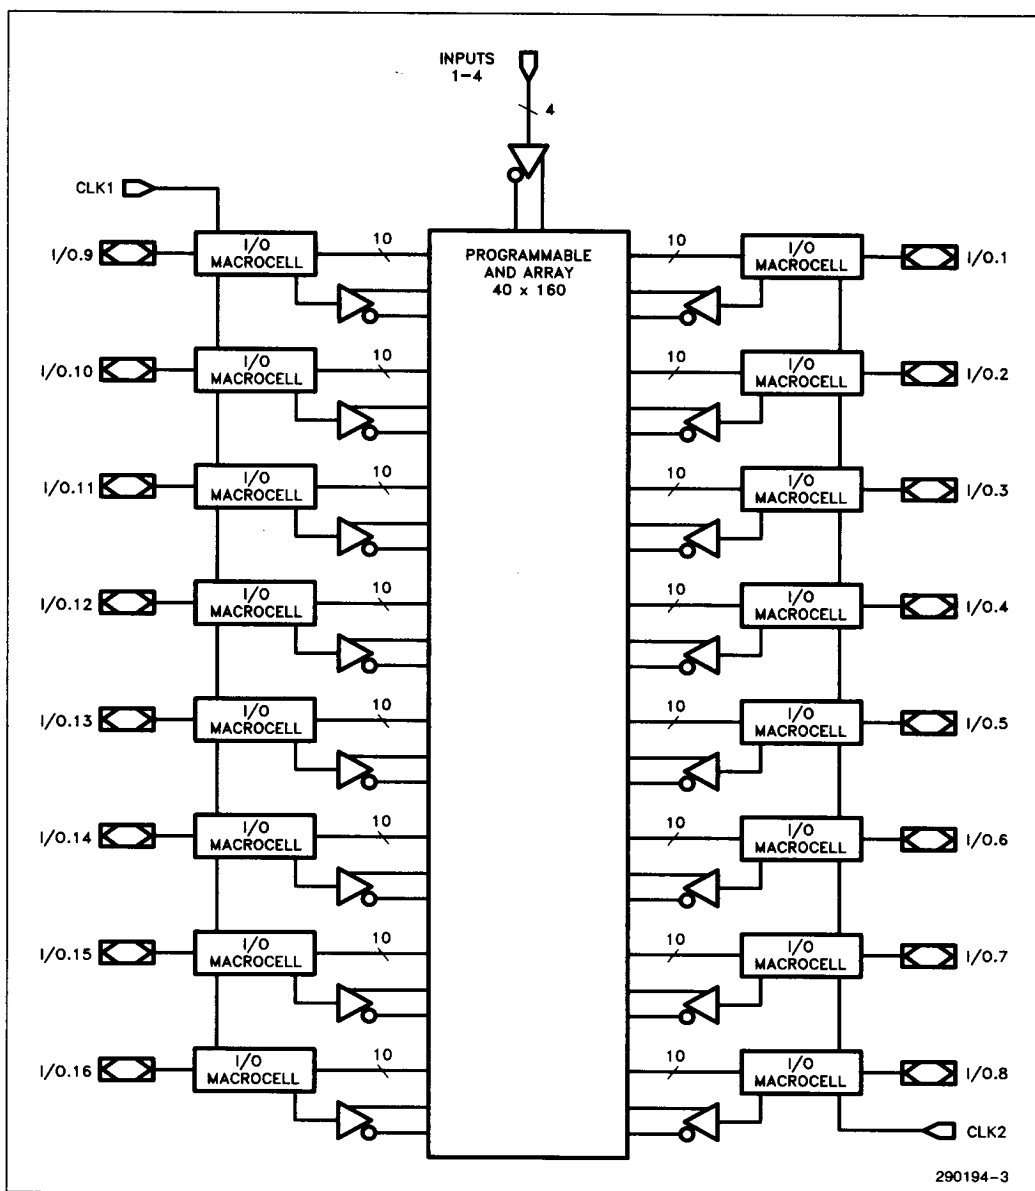 INPUTS
1-4
4
CLK1
I/O.9
I/O
MACROCELL
10
PROGRAMMABLE
AND ARRAY
40 x 160
10
I/O
MACROCELL
I/O.1
I/O.10
I/O
MACROCELL
10
10
I/O
MACROCELL
I/O.2
I/O.11
I/O
MACROCELL
10
10
I/O
MACROCELL
I/O.3
I/O.12
I/O
MACROCELL
10
10
I/O
MACROCELL
I/O.4
I/O.13
I/O
MACROCELL
10
10
I/O
MACROCELL
I/O.5
I/O.14
I/O
MACROCELL
10
10
I/O
MACROCELL
I/O.6
I/O.15
I/O
MACROCELL
10
10
I/O
MACROCELL
I/O.7
I/O.16
I/O
MACROCELL
10
10
I/O
MACROCELL
I/O.8
CLK2
290194-3